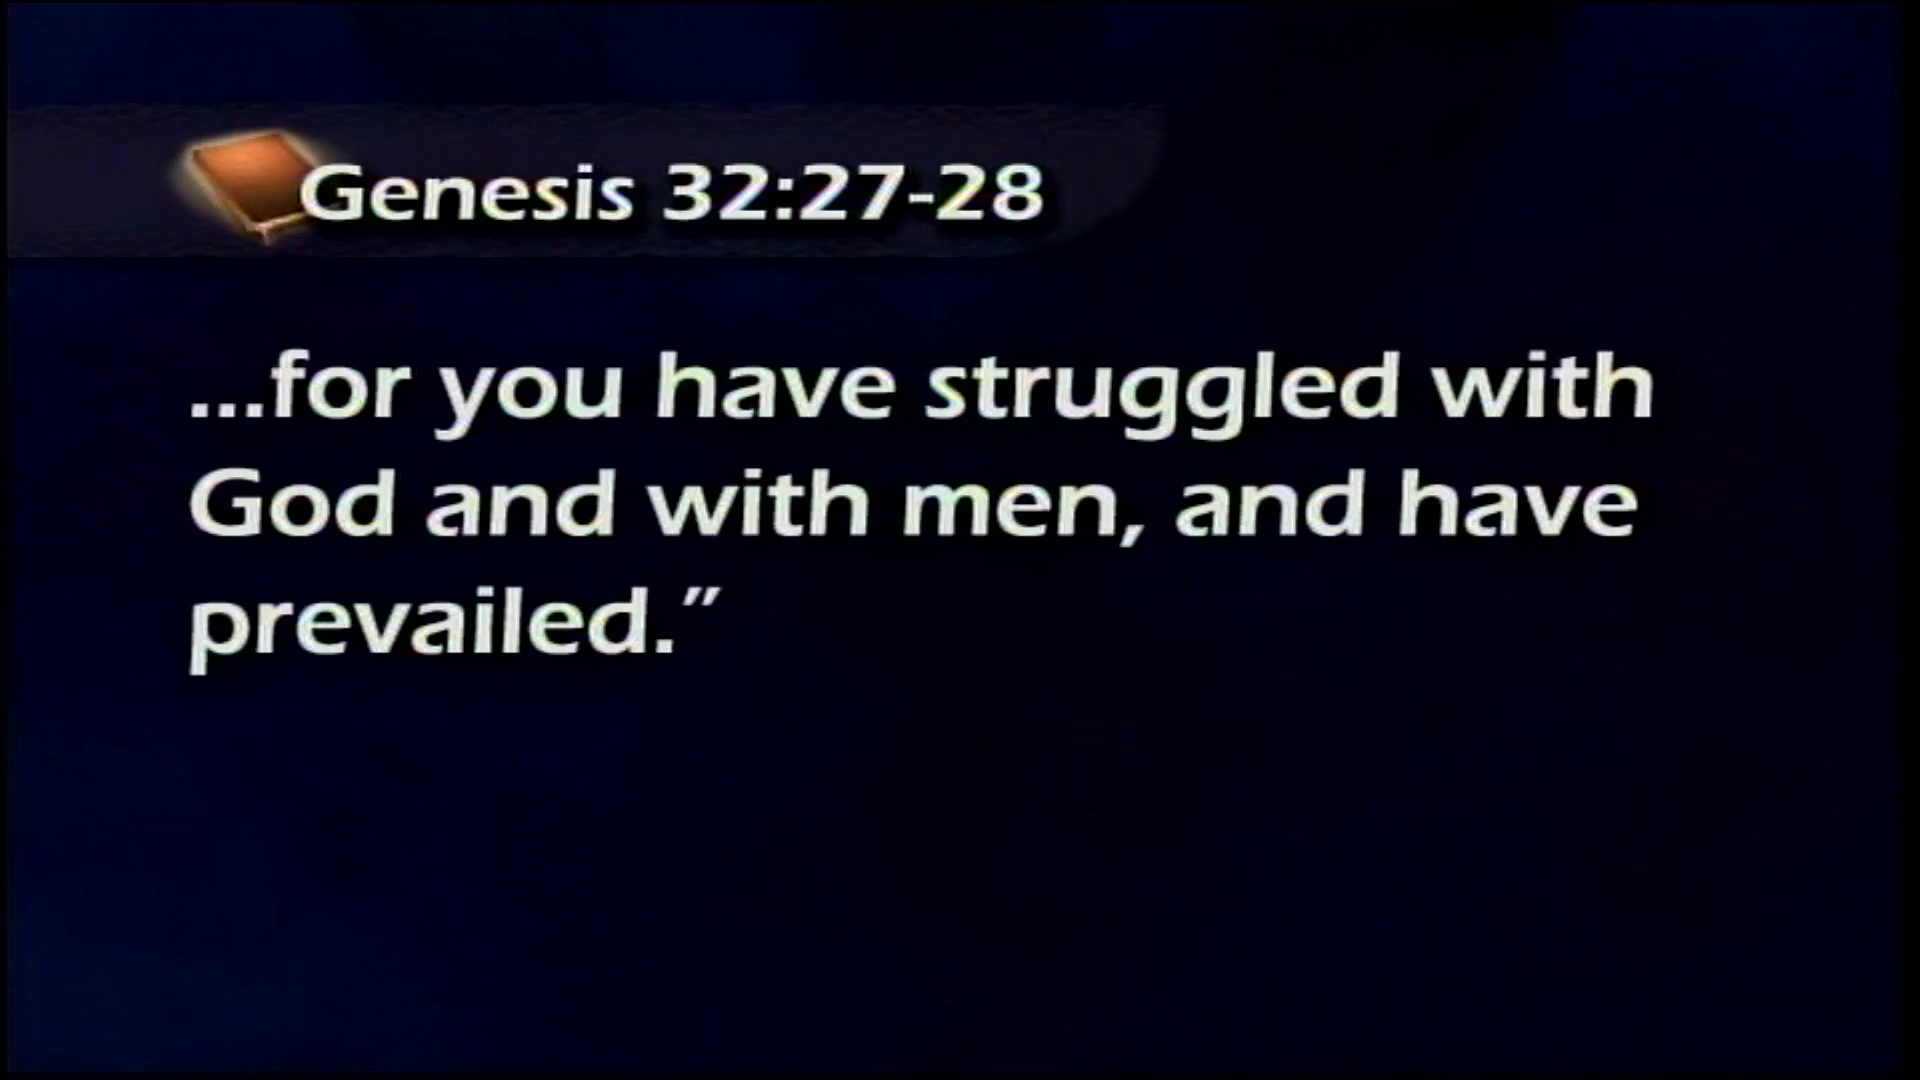 Genesis 32:27-28
...for you have struggled with
God and with men, and have
prevailed.”